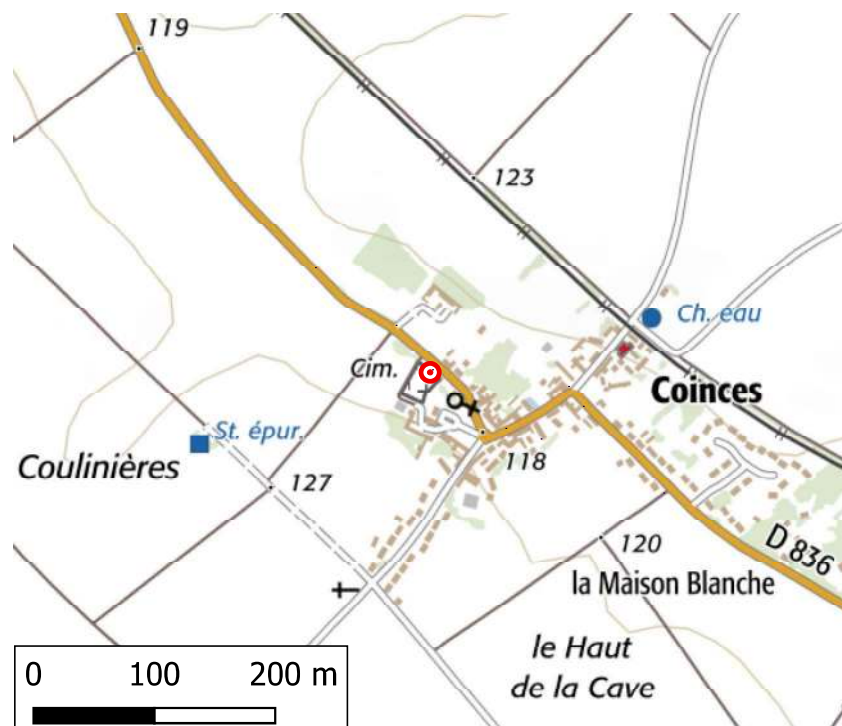 119
123
Ch. eau
Cim.
Coinces
St. épur.
Coulinières
118
127
D 836
120
la Maison Blanche
le Haut
de la Cave
0 100 200 m